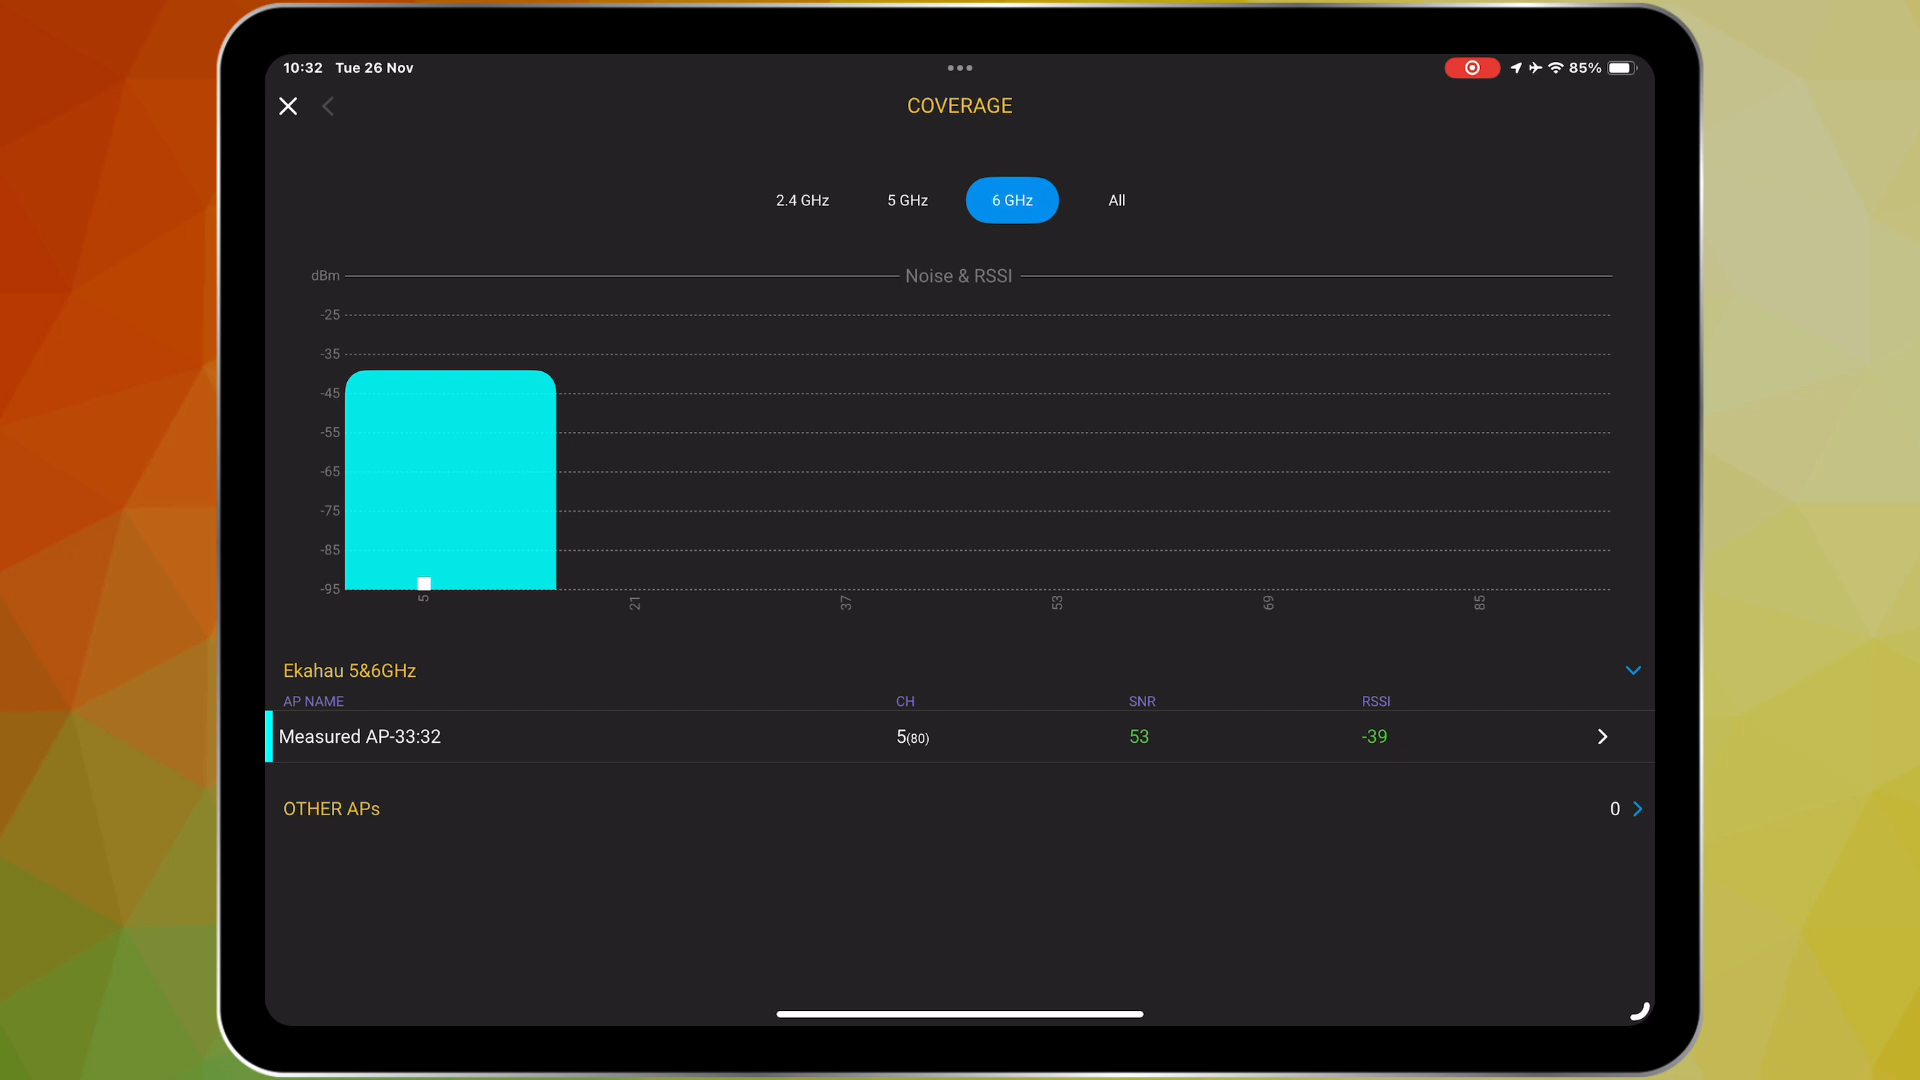 10:32 Tue 26 Nov
85%
COVERAGE
2.4 GHz 5 GHz 6 GHz All
dBm Noise & RSSI
-25
-35
-45
-55
-65
-75
-85
-95
5 21 37 53 69 85
Ekahau 5&6GHz
AP NAME CH SNR RSSI
Measured AP-33:32 5(80) 53 -39
OTHER APs 0